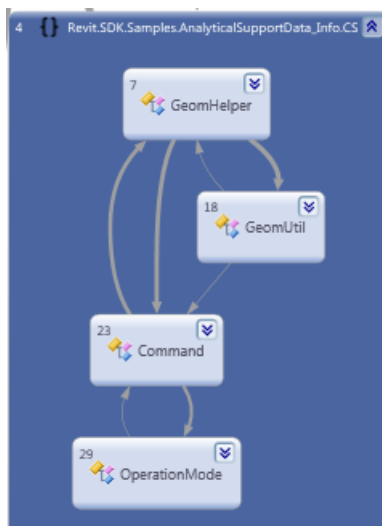 4 {} Revit.SDK.Samples.AnalyticalSupportData_Info.CS
7
GeomHelper
18
GeomUtil
23
Command
29
OperationMode